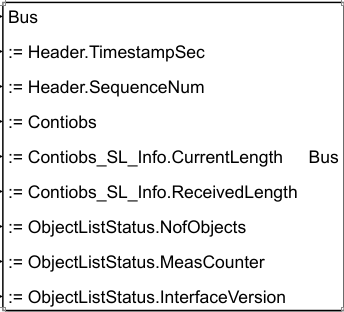 Bus
:= Header.TimestampSec
:= Header.SequenceNum
:= Contiobs
:= Contiobs_SL_Info.CurrentLength Bus
:= Contiobs_SL_Info.ReceivedLength
:= ObjectListStatus.NofObjects
:= ObjectListStatus.MeasCounter
:= ObjectListStatus.InterfaceVersion